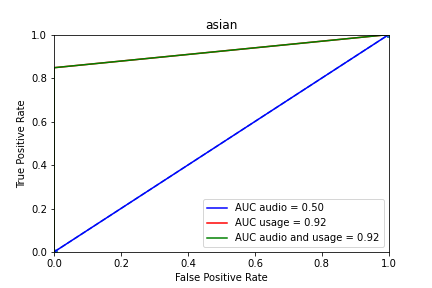 asian
1.0
0.8
0.6
0.4
0.2
0.0
True Positive Rate
AUC audio = 0.50
AUC usage = 0.92
AUC audio and usage = 0.92
0.0 0.2 0.4 0.6 0.8 1.0
False Positive Rate